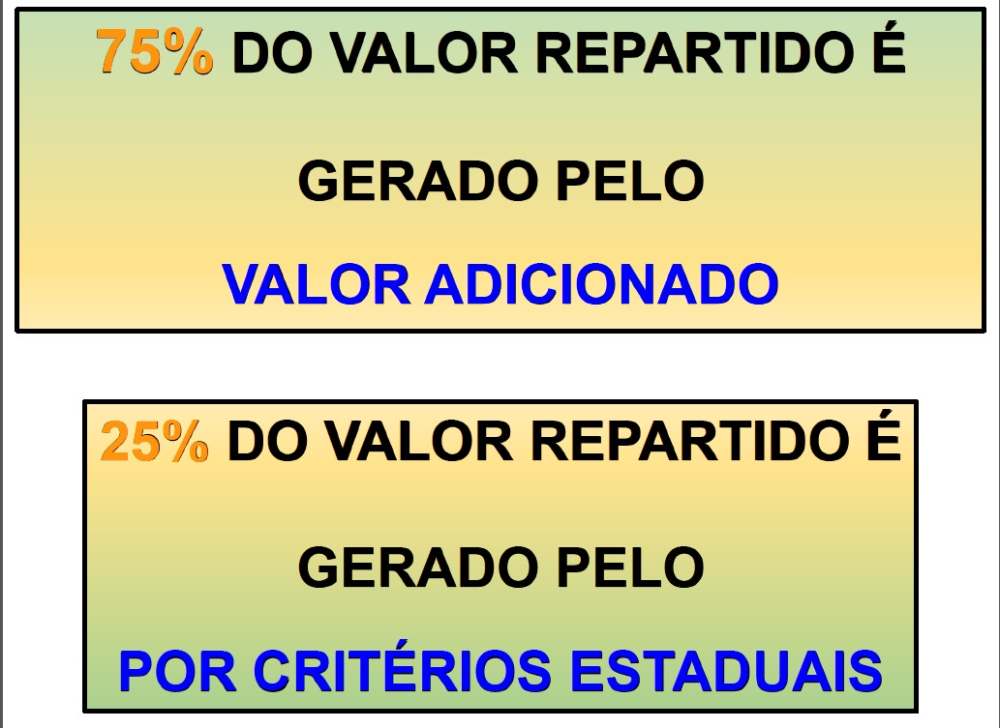 75% DO VALOR REPARTIDO É
GERADO PELO
VALOR ADICIONADO
25% DO VALOR REPARTIDO É
GERADO PELO
POR CRITÉRIOS ESTADUAIS